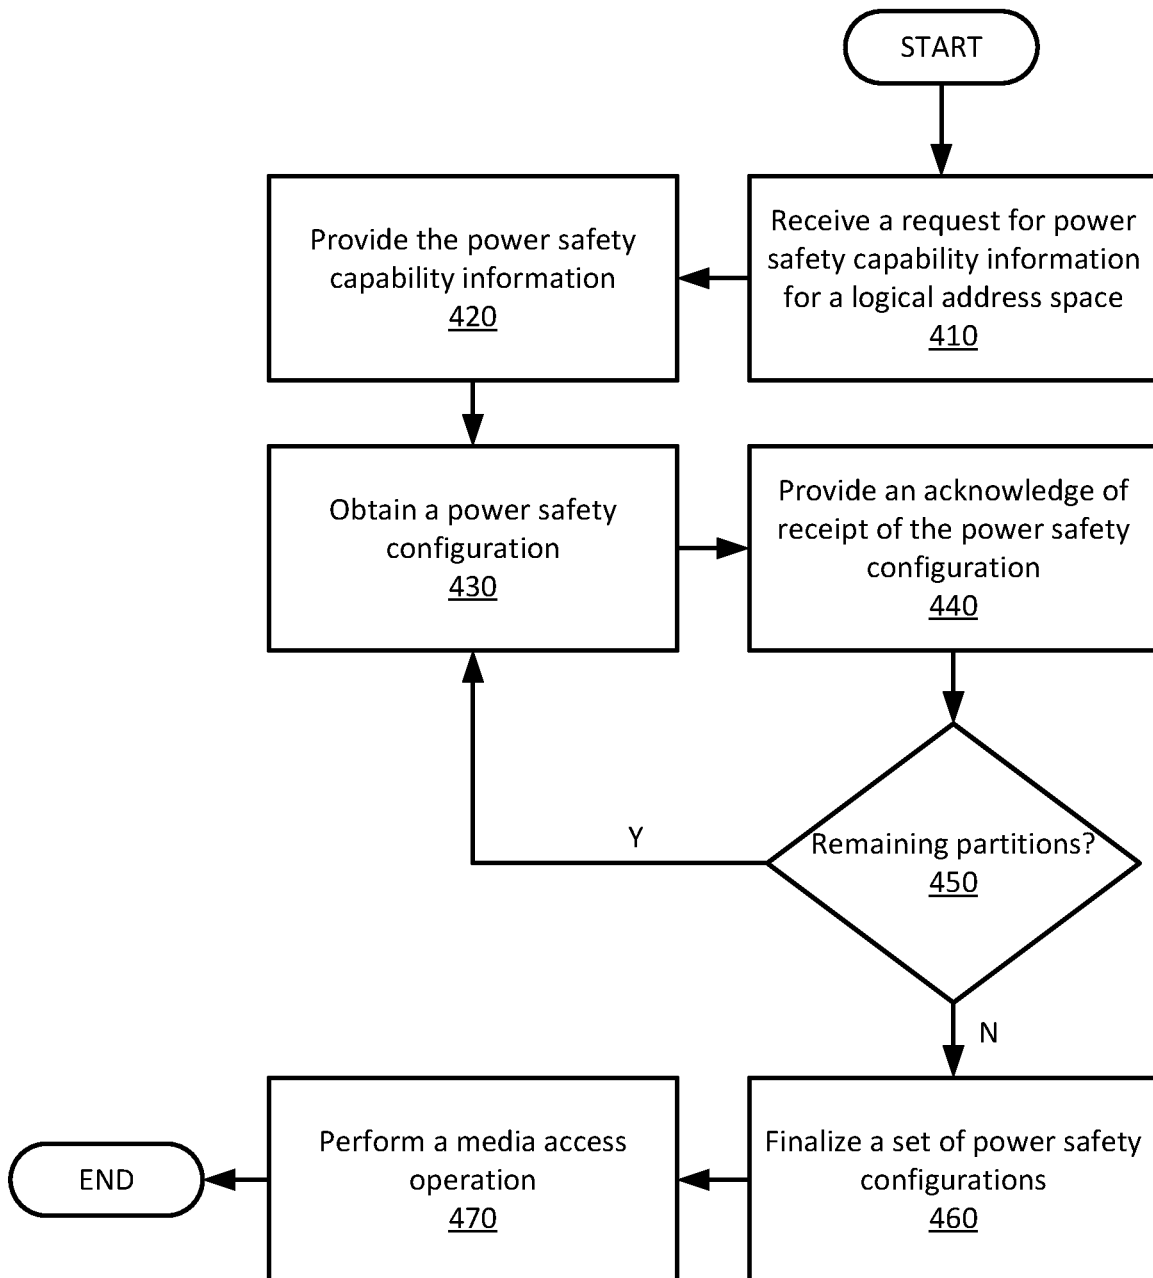 START
Receive a request for power
safety capability information
for a logical address space
410
Provide the power safety
capability information
420
Obtain a power safety
configuration
430
Provide an acknowledge of
receipt of the power safety
configuration
440
Remaining partitions?
450
Y
N
Finalize a set of power safety
configurations
460
Perform a media access
operation
470
END